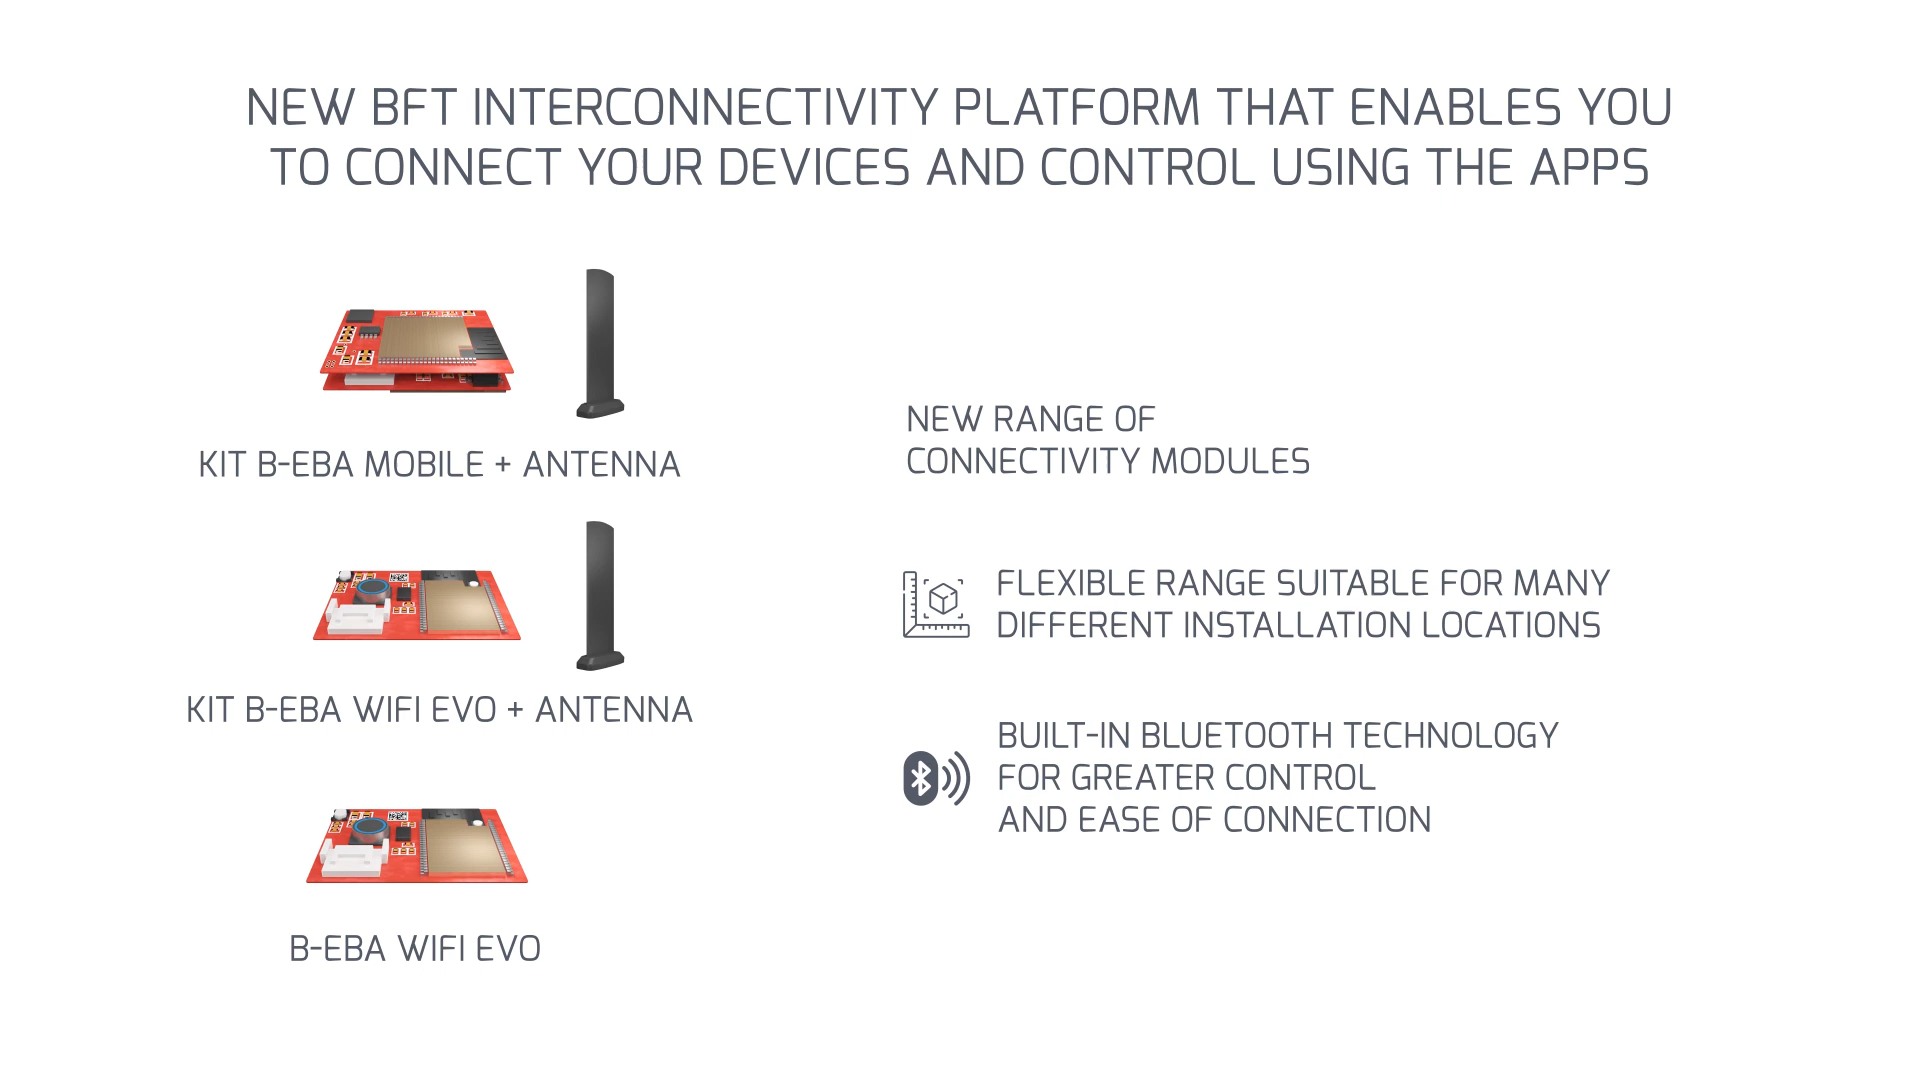 NEW BFT INTERCONNECTIVITY PLATFORM THAT ENABLES YOU
TO CONNECT YOUR DEVICES AND CONTROL USING THE APPS
KIT B-EBA MOBILE + ANTENNA
KIT B-EBA WIFI EVO + ANTENNA
B-EBA WIFI EVO
NEW RANGE OF
CONNECTIVITY MODULES
FLEXIBLE RANGE SUITABLE FOR MANY
DIFFERENT INSTALLATION LOCATIONS
BUILT-IN BLUETOOTH TECHNOLOGY
FOR GREATER CONTROL
AND EASE OF CONNECTION